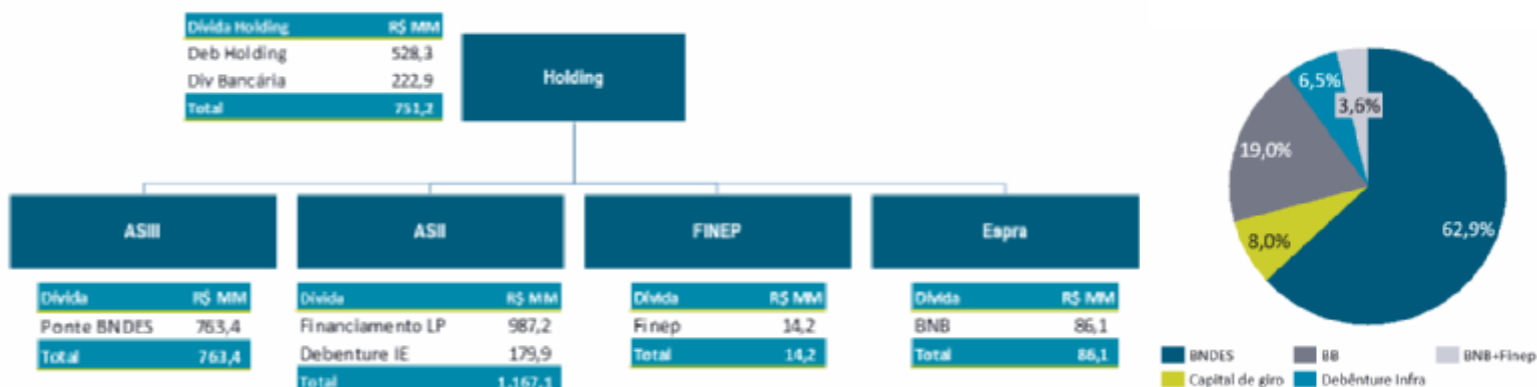 Dívida Holding R$ MM
Deb Holding 528,3
Div Bancária 222,9
Total 751,2
Holding
ASIII
ASII
FINEP
Espra
Dívida R$ MM
Ponte BNDES 763,4
Total 763,4
Dívida R$ MM
Financiamento LP 987,2
Debenture IE 179,9
Total 1.167,1
Dívida R$ MM
Finep 14,2
Total 14,2
Dívida R$ MM
BNB 86,1
Total 86,1
6,5%
3,6%
19,0%
8,0%
62,9%
BNDES
BB
BNB+Finep
Capital de giro
Debênture Infra